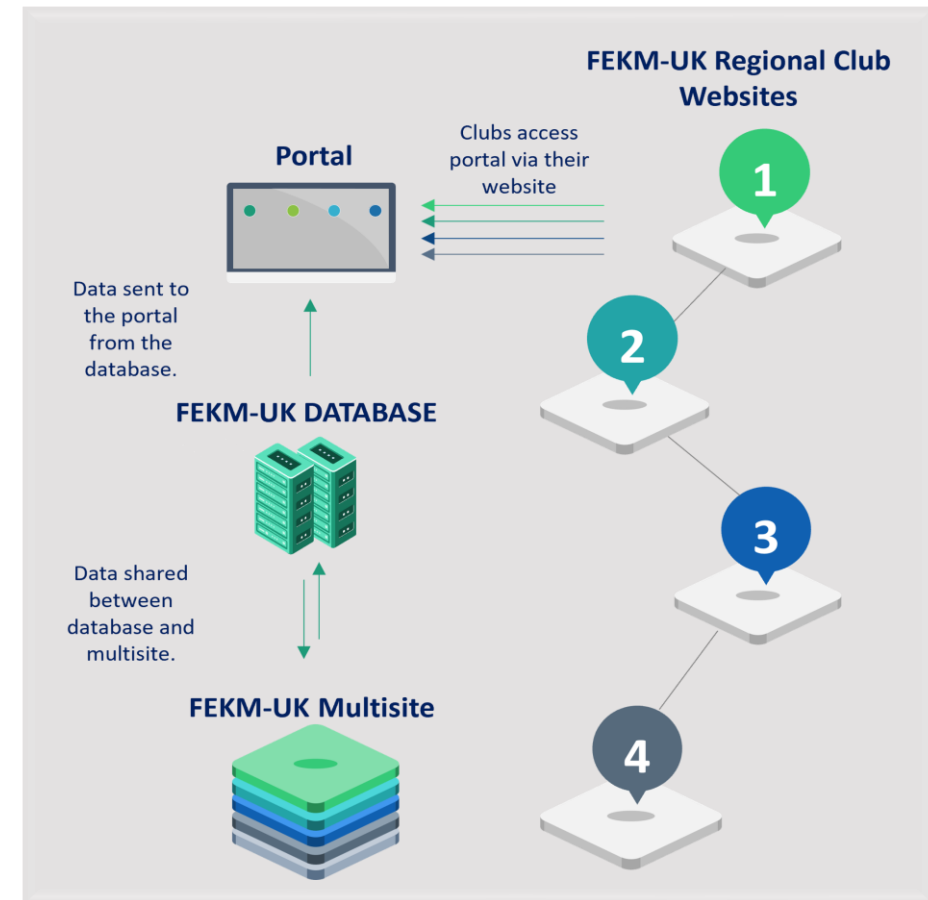 FEKM-UK Regional Club
Websites
1
Clubs access
portal via their
website
Portal
2
Data sent to
the portal
from the
database.
FEKM-UK DATABASE
3
Data shared
between
database and
multisite.
FEKM-UK Multisite
4